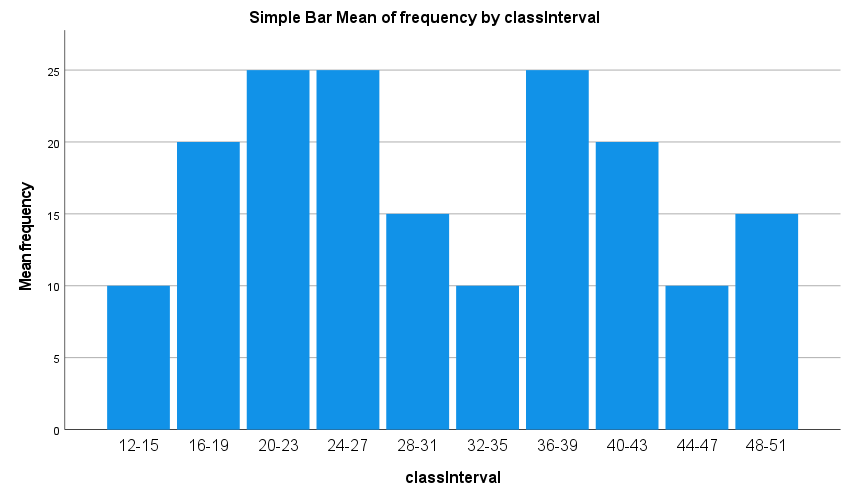 Simple Bar Mean of frequency by classInterval
Mean frequency
25
20
15
10
5
0
12-15 16-19 20-23 24-27 28-31 32-35 36-39 40-43 44-47 48-51
classInterval